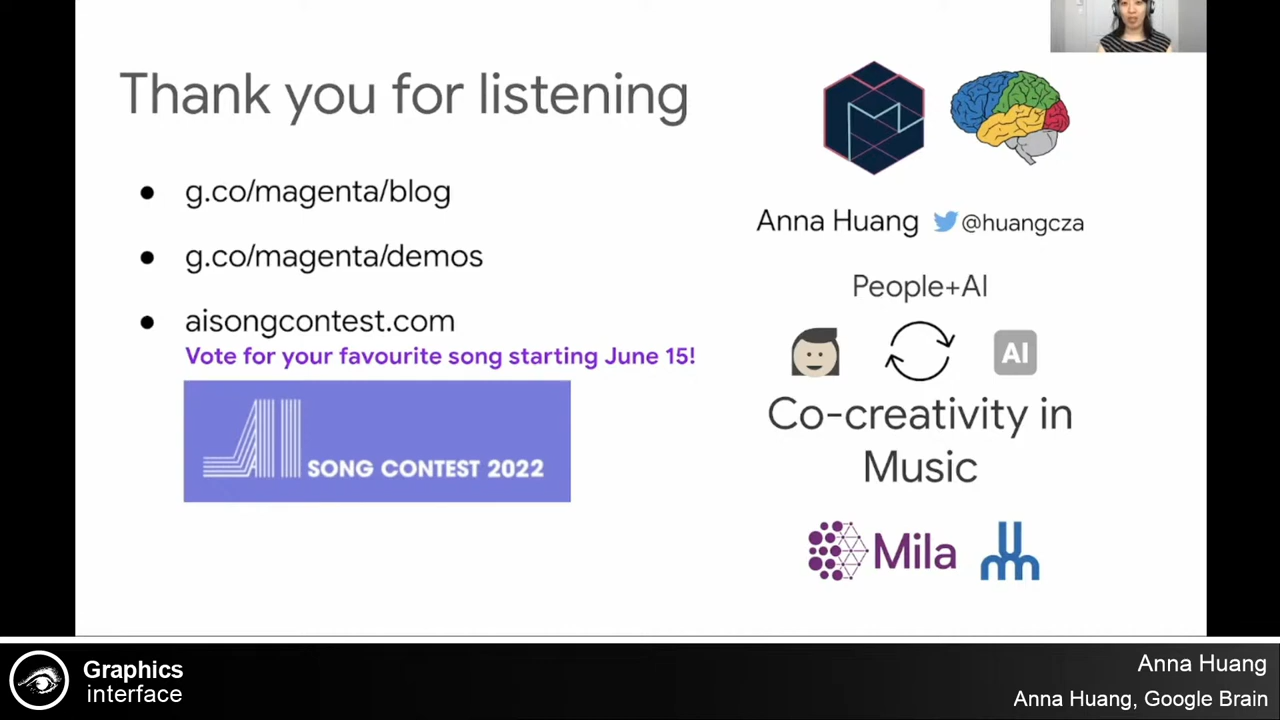 Thank you for listening
g.co/magenta/blog
g.co/magenta/demos
aisongcontest.com
Vote for your favourite song starting June 15!
AI SONG CONTEST 2022
Anna Huang @huangcza
People+AI
AI
Co-creativity in
Music
Mila
Graphics
interface
Anna Huang
Anna Huang, Google Brain